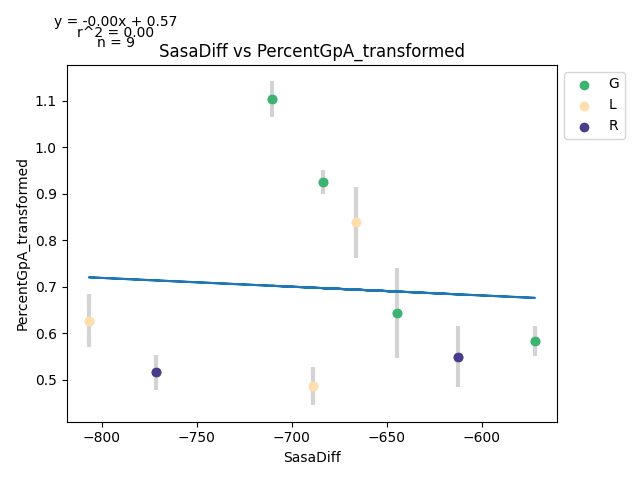 y = -0.00x + 0.57
r^2 = 0.00
n = 9
SasaDiff vs PercentGpA_transformed
G
L
R
PercentGpA_transformed
1.1
1.0
0.9
0.8
0.7
0.6
0.5
−800
−750
−700
−650
−600
SasaDiff